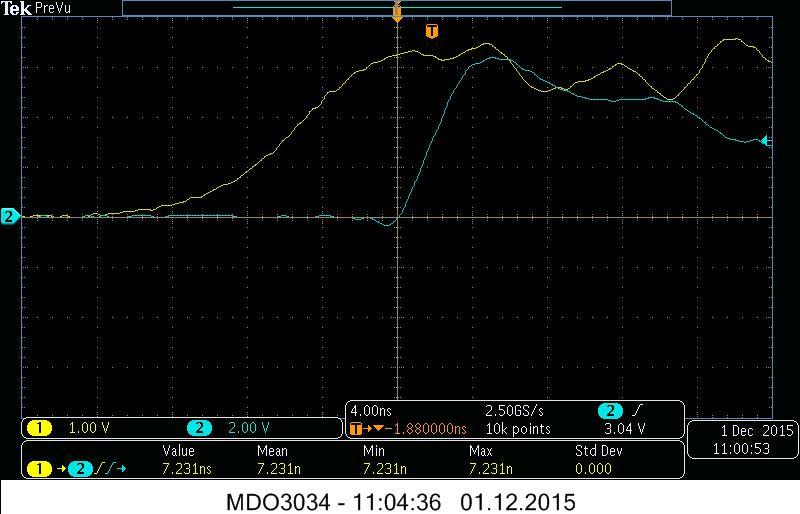 Tek PreVu
T
T
2
1 1.00 V 2 2.00 V
4.00ns 2.50GS/s 2
T→▼−1.880000ns 10k points 3.04 V
1 Dec 2015
11:00:53
Value Mean Min Max Std Dev
1 → 2 → 7.231ns 7.231n 7.231n 7.231n 0.000
MDO3034 - 11:04:36 01.12.2015